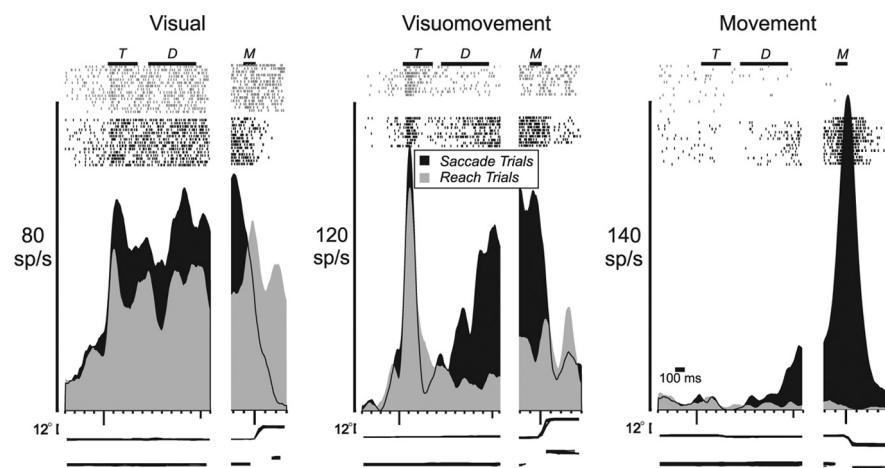 Visual
Visuomovement
Movement
T D M
T D M
T D M
Saccade Trials
Reach Trials
80
sp/s
120
sp/s
140
sp/s
100 ms
12° I
12° I
12° I